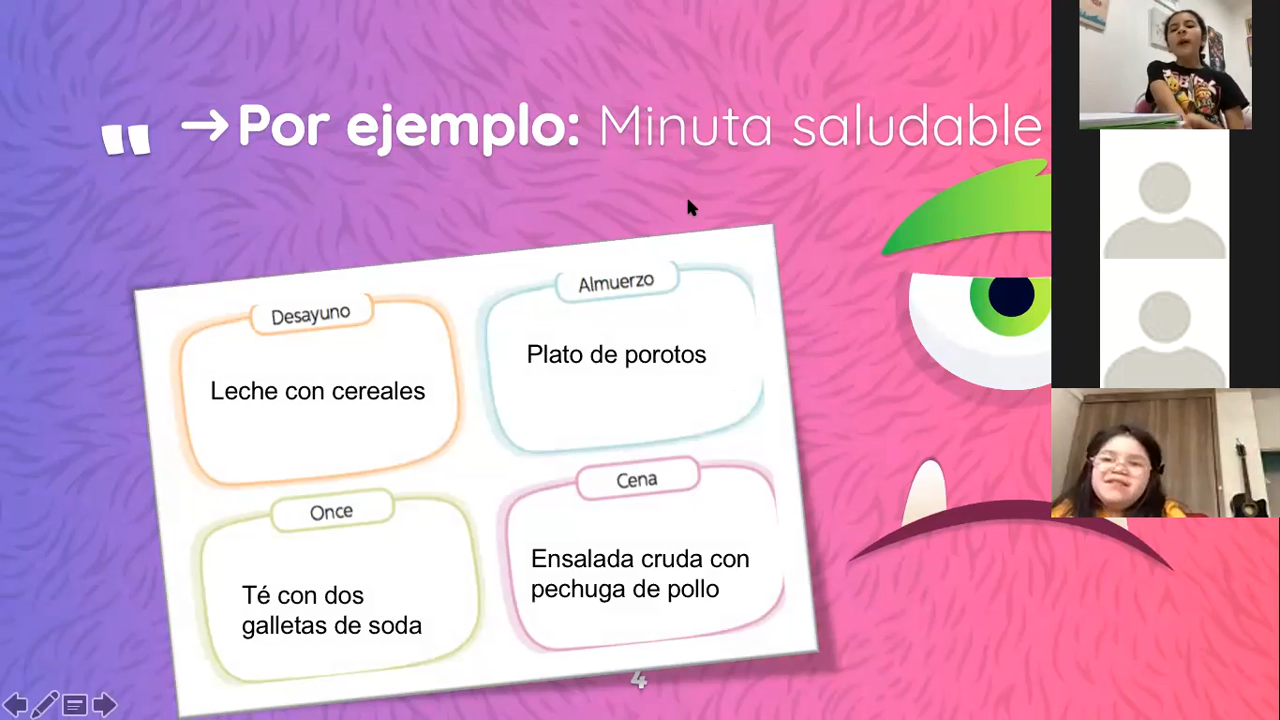 " →Por ejemplo: Minuta saludable
Desayuno
Leche con cereales
Almuerzo
Plato de porotos
Once
Té con dos
galletas de soda
Cena
Ensalada cruda con
pechuga de pollo
4